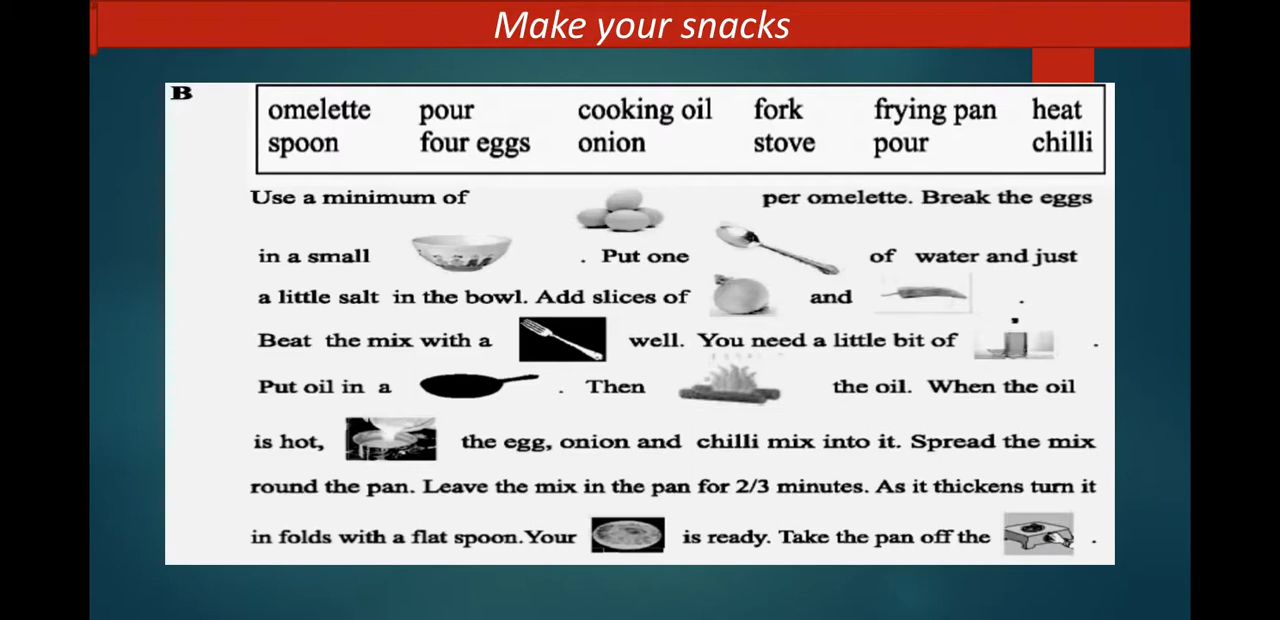 Make your snacks
B
omelette pour cooking oil fork frying pan heat
spoon four eggs onion stove pour chilli
Use a minimum of per omelette. Break the eggs
in a small . Put one of water and just
a little salt in the bowl. Add slices of and .
Beat the mix with a well. You need a little bit of .
Put oil in a . Then the oil. When the oil
is hot, the egg, onion and chilli mix into it. Spread the mix
round the pan. Leave the mix in the pan for 2/3 minutes. As it thickens turn it
in folds with a flat spoon.Your is ready. Take the pan off the .